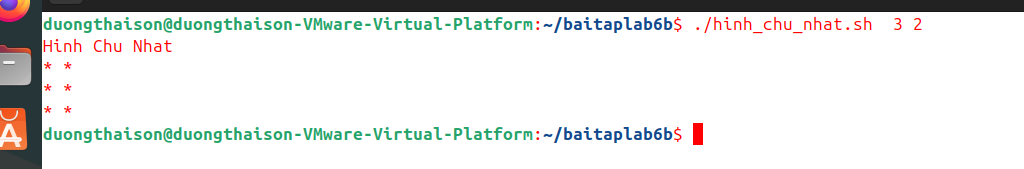 duongthaison@duongthaison-VMware-Virtual-Platform:~/baitaplab6b$ ./hinh_chu_nhat.sh  3 2
Hinh Chu Nhat
* *
* *
* *
duongthaison@duongthaison-VMware-Virtual-Platform:~/baitaplab6b$